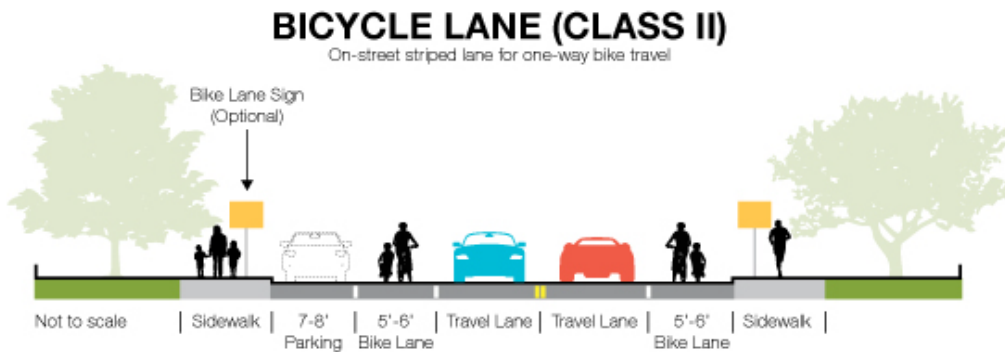 BICYCLE LANE (CLASS II)
On-street striped lane for one-way bike travel
Bike Lane Sign
(Optional)
Not to scale | Sidewalk | 7-8' | 5'-6' | Travel Lane | Travel Lane | 5'-6' | Sidewalk |
Parking Bike Lane Bike Lane